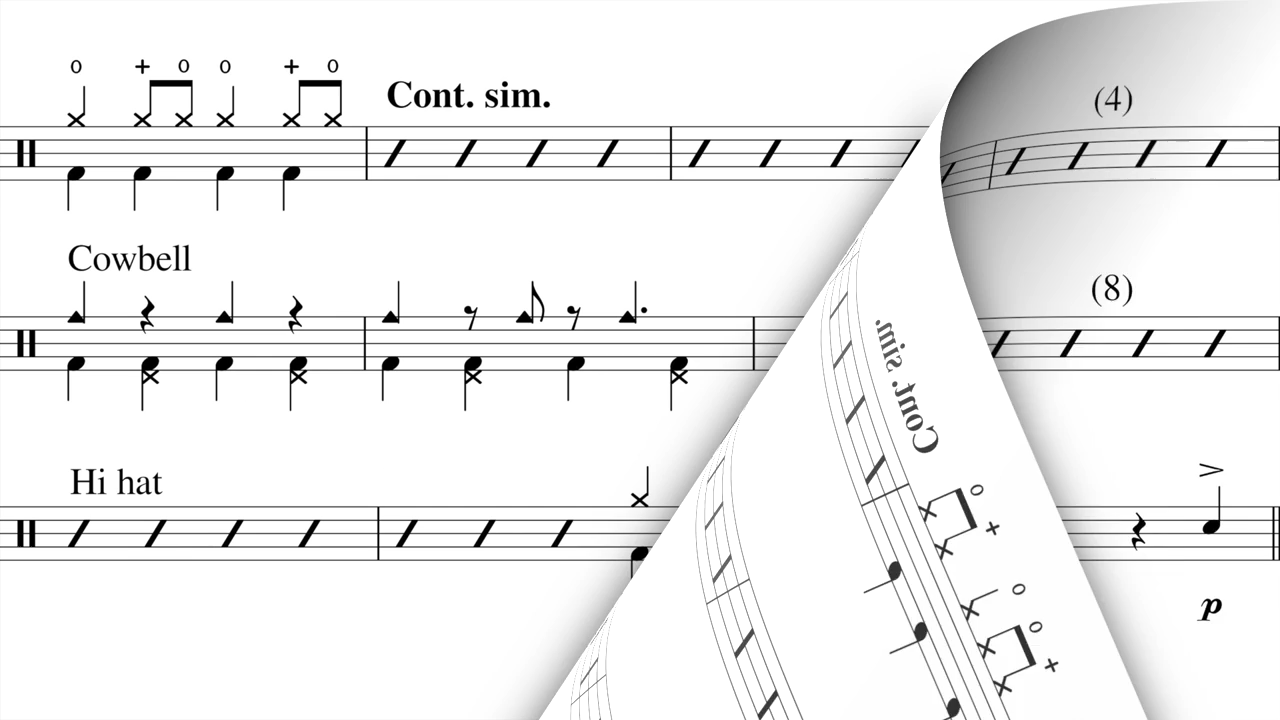 Cont. sim.
(4)
Cowbell
(8)
Cont. sim.
Hi hat
p